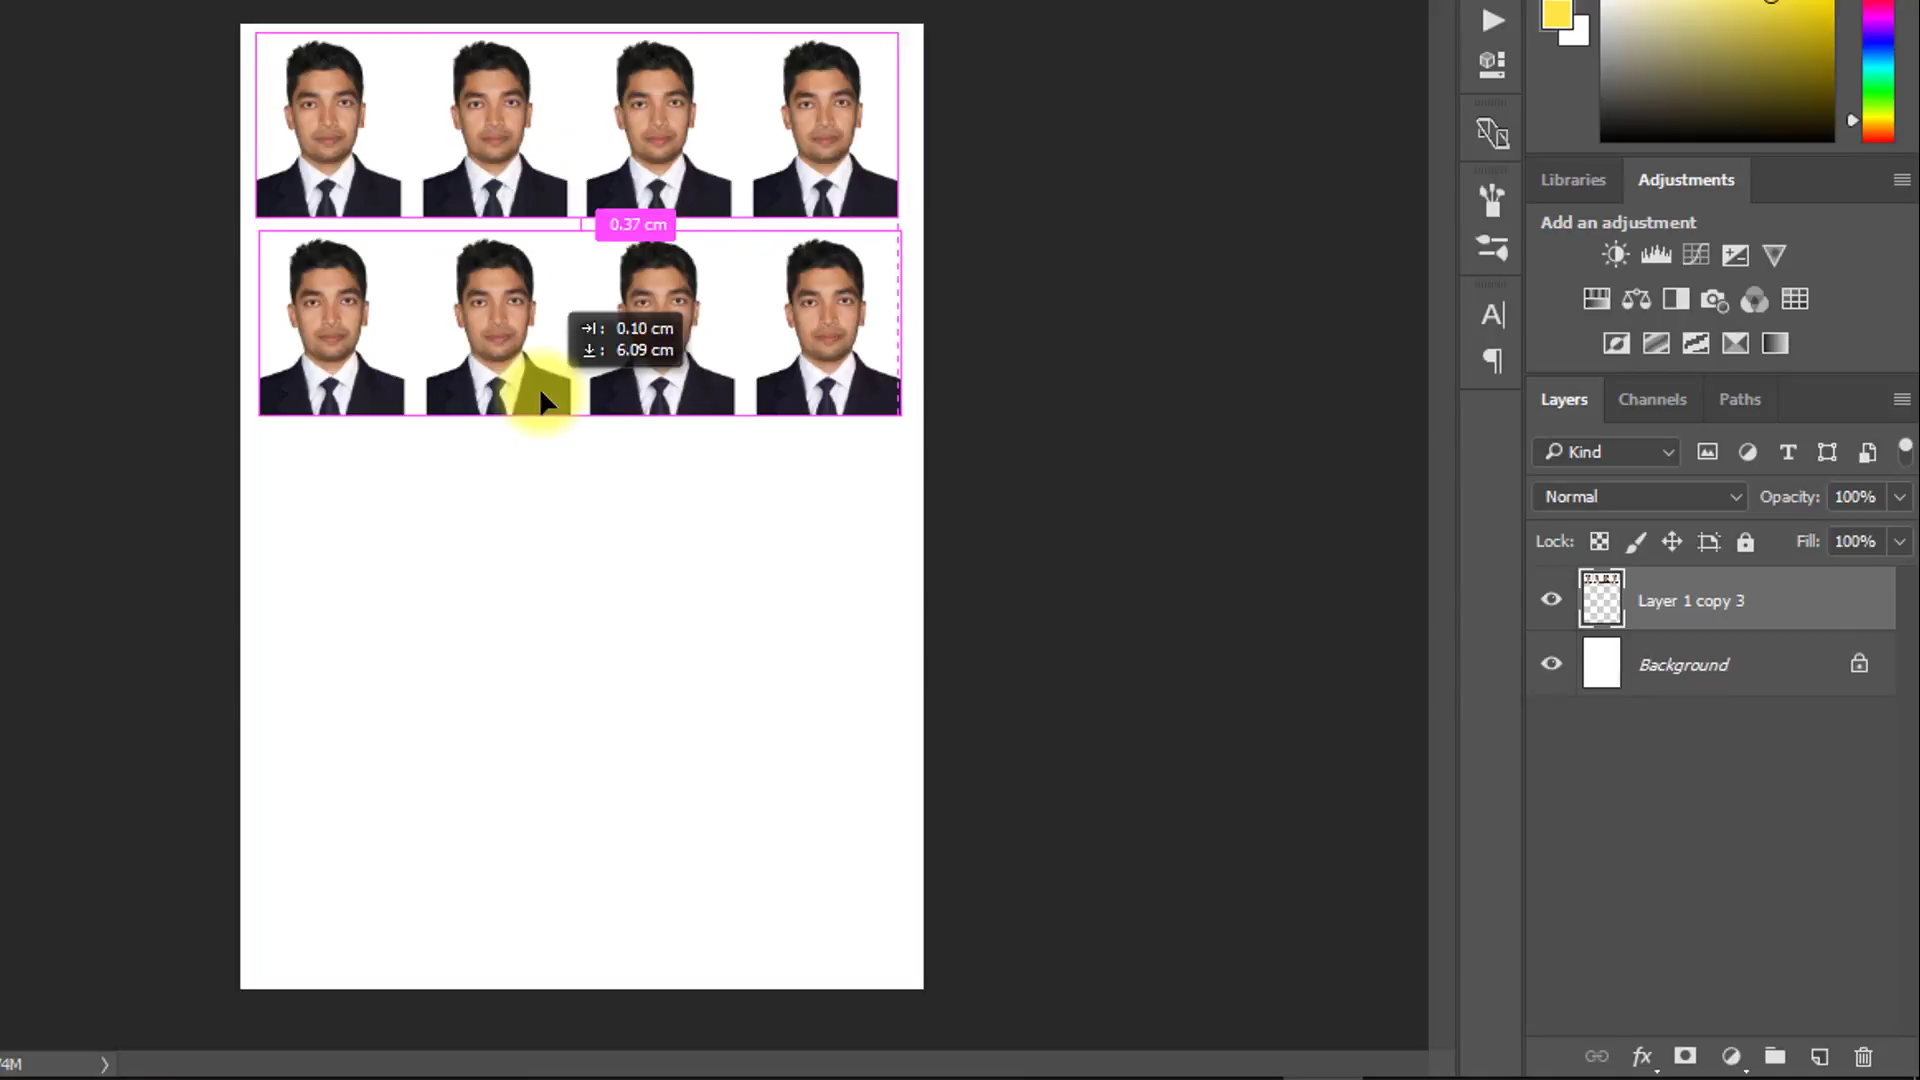 0.37 cm
: 0.10 cm
: 6.09 cm
Libraries
Adjustments
Add an adjustment
A|
Layers
Channels
Paths
Kind
T
Normal
Opacity: 100%
Lock:
Fill: 100%
Layer 1 copy 3
Background
/4M
fx